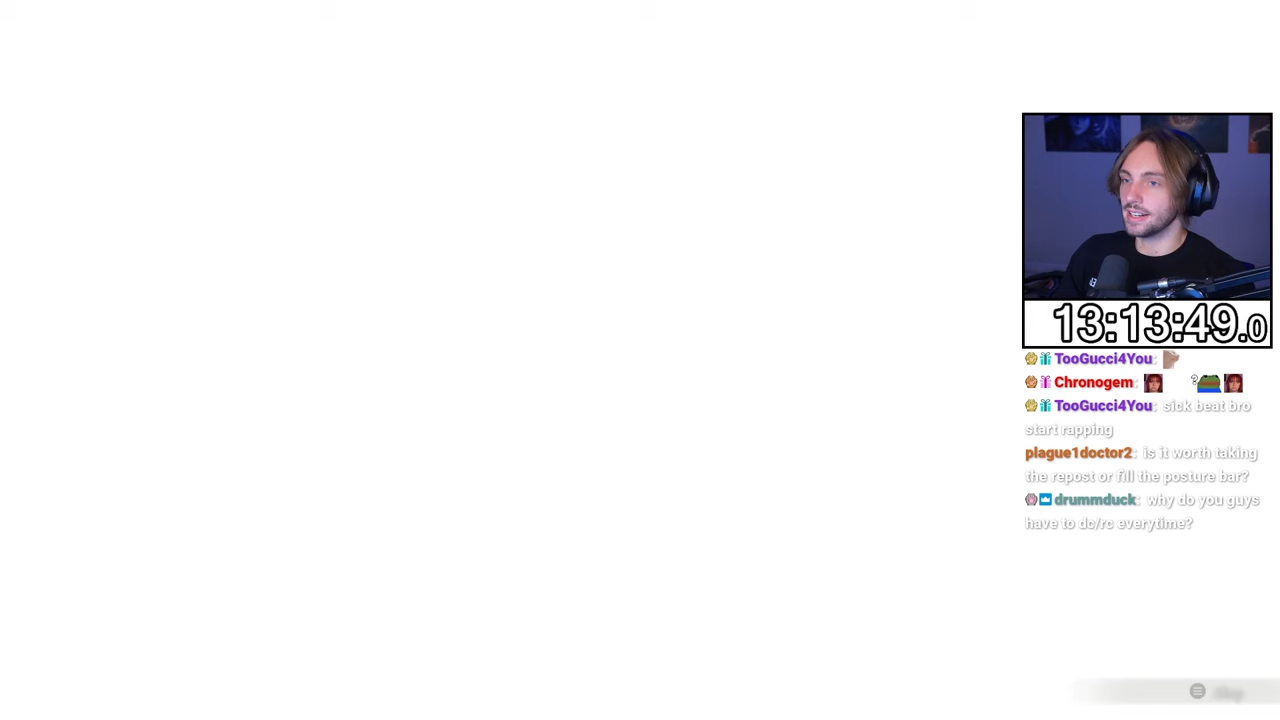 13:13:49.0
TooGucci4You:
Chronogem:
TooGucci4You: sick beat bro
start rapping
plague1doctor2: is it worth taking
the repost or fill the posture bar?
drummduck: why do you guys
have to dc/rc everytime?